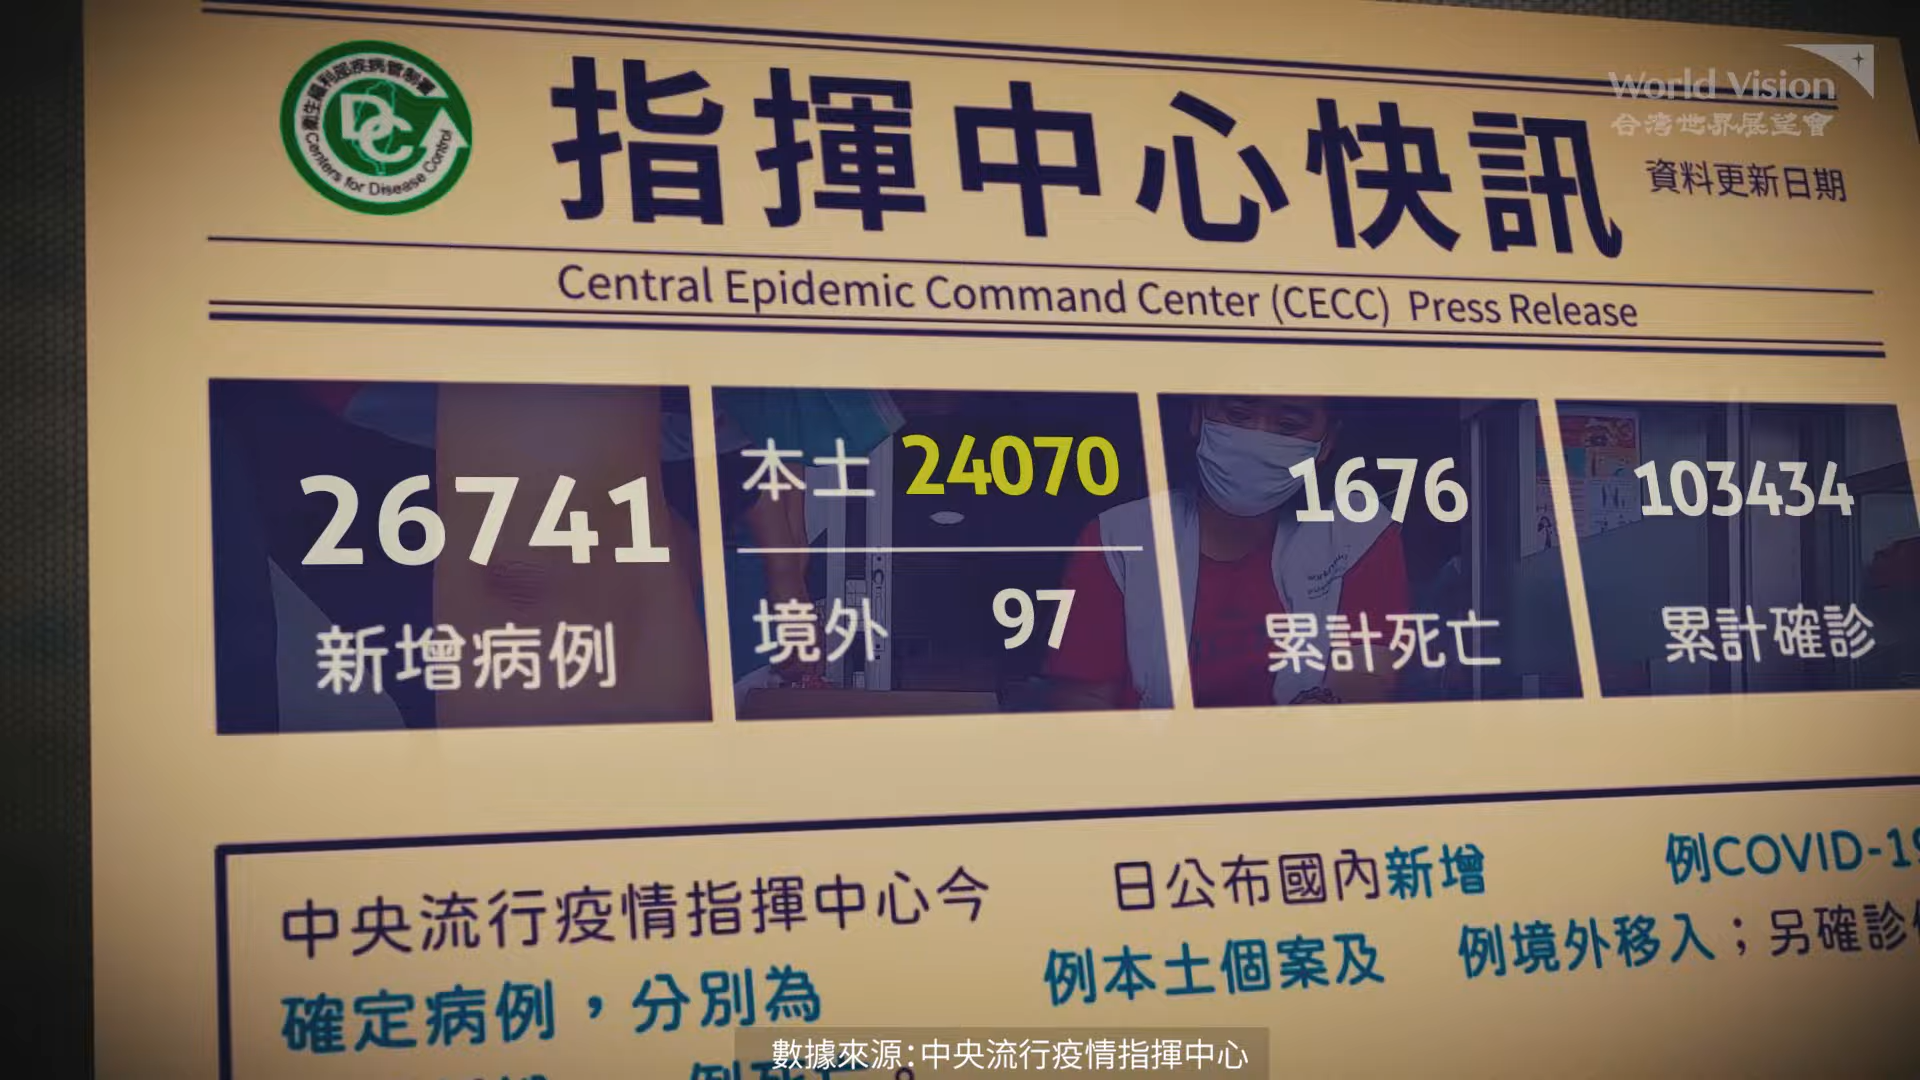 World Vision
台灣世界展望會
衛生福利部疾病管制署
CDC
Centers for Disease Control
指揮中心快訊
資料更新日期
Central Epidemic Command Center (CECC) Press Release
26741
新增病例
本土 24070
境外 97
1676
累計死亡
103434
累計確診
中央流行疫情指揮中心今 日公布國內新增 例COVID-19
確定病例，分別為 例本土個案及 例境外移入；另確診
例死亡。
數據來源：中央流行疫情指揮中心